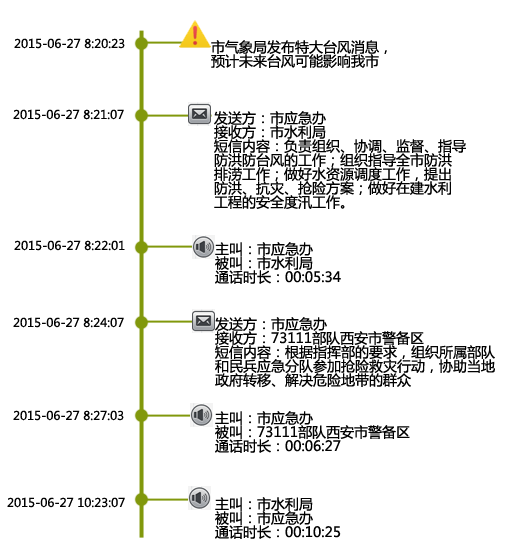 2015-06-27 8:20:23
市气象局发布特大台风消息，
预计未来台风可能影响我市
2015-06-27 8:21:07
发送方：市应急办
接收方：市水利局
短信内容：负责组织、协调、监督、指导
防洪防台风的工作；组织指导全市防洪
排涝工作；做好水资源调度工作，提出
防洪、抗灾、抢险方案；做好在建水利
工程的安全度汛工作。
2015-06-27 8:22:01
主叫：市应急办
被叫：市水利局
通话时长：00:05:34
2015-06-27 8:24:07
发送方：市应急办
接收方：73111部队西安市警备区
短信内容：根据指挥部的要求，组织所属部队
和民兵应急分队参加抢险救灾行动，协助当地
政府转移、解决危险地带的群众
2015-06-27 8:27:03
主叫：市应急办
被叫：73111部队西安市警备区
通话时长：00:06:27
2015-06-27 10:23:07
主叫：市水利局
被叫：市应急办
通话时长：00:10:25